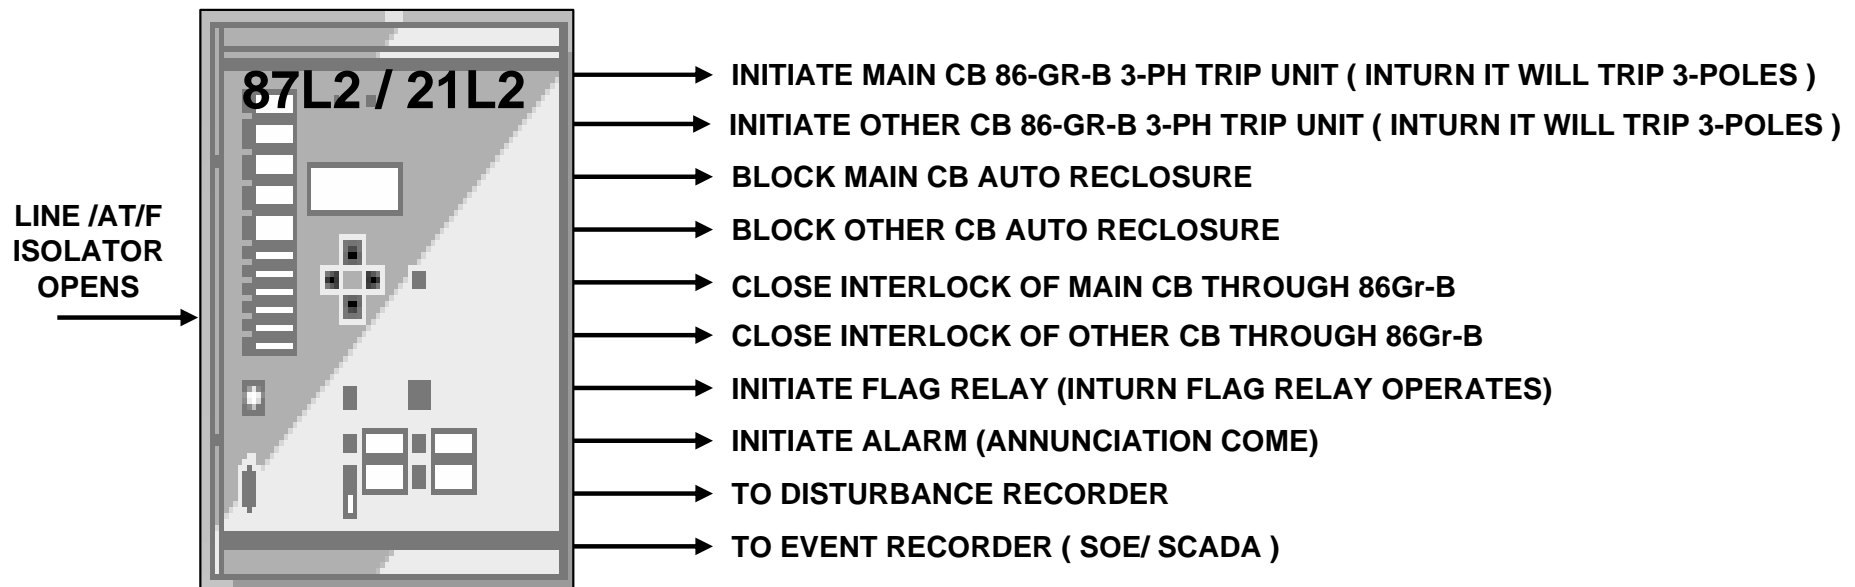 87L2 / 21L2
LINE /AT/F
ISOLATOR
OPENS
INITIATE MAIN CB 86-GR-B 3-PH TRIP UNIT ( INTURN IT WILL TRIP 3-POLES )
INITIATE OTHER CB 86-GR-B 3-PH TRIP UNIT ( INTURN IT WILL TRIP 3-POLES )
BLOCK MAIN CB AUTO RECLOSURE
BLOCK OTHER CB AUTO RECLOSURE
CLOSE INTERLOCK OF MAIN CB THROUGH 86Gr-B
CLOSE INTERLOCK OF OTHER CB THROUGH 86Gr-B
INITIATE FLAG RELAY (INTURN FLAG RELAY OPERATES)
INITIATE ALARM (ANNUNCIATION COME)
TO DISTURBANCE RECORDER
TO EVENT RECORDER ( SOE/ SCADA )